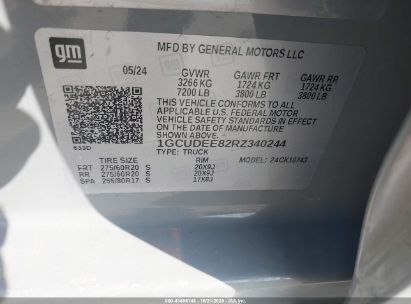 gm
MFD BY GENERAL MOTORS LLC
05/24 GVWR GAWR FRT GAWR RR
3266 KG 1724 KG 1724 KG
7200 LB 3800 LB 3800 LB
THIS VEHICLE CONFORMS TO ALL
APPLICABLE U.S. FEDERAL MOTOR
VEHICLE SAFETY STANDARDS IN
EFFECT ON THE DATE OF
MANUFACTURE SHOWN ABOVE.
1GCUDEE82RZ340244
TYPE: TRUCK
TIRE SIZE RIM MODEL: 24CK10743
FRT 275/60R20 S 20X9J
RR 275/60R20 S 20X9J
SPA 255/80R17 S 17X8J